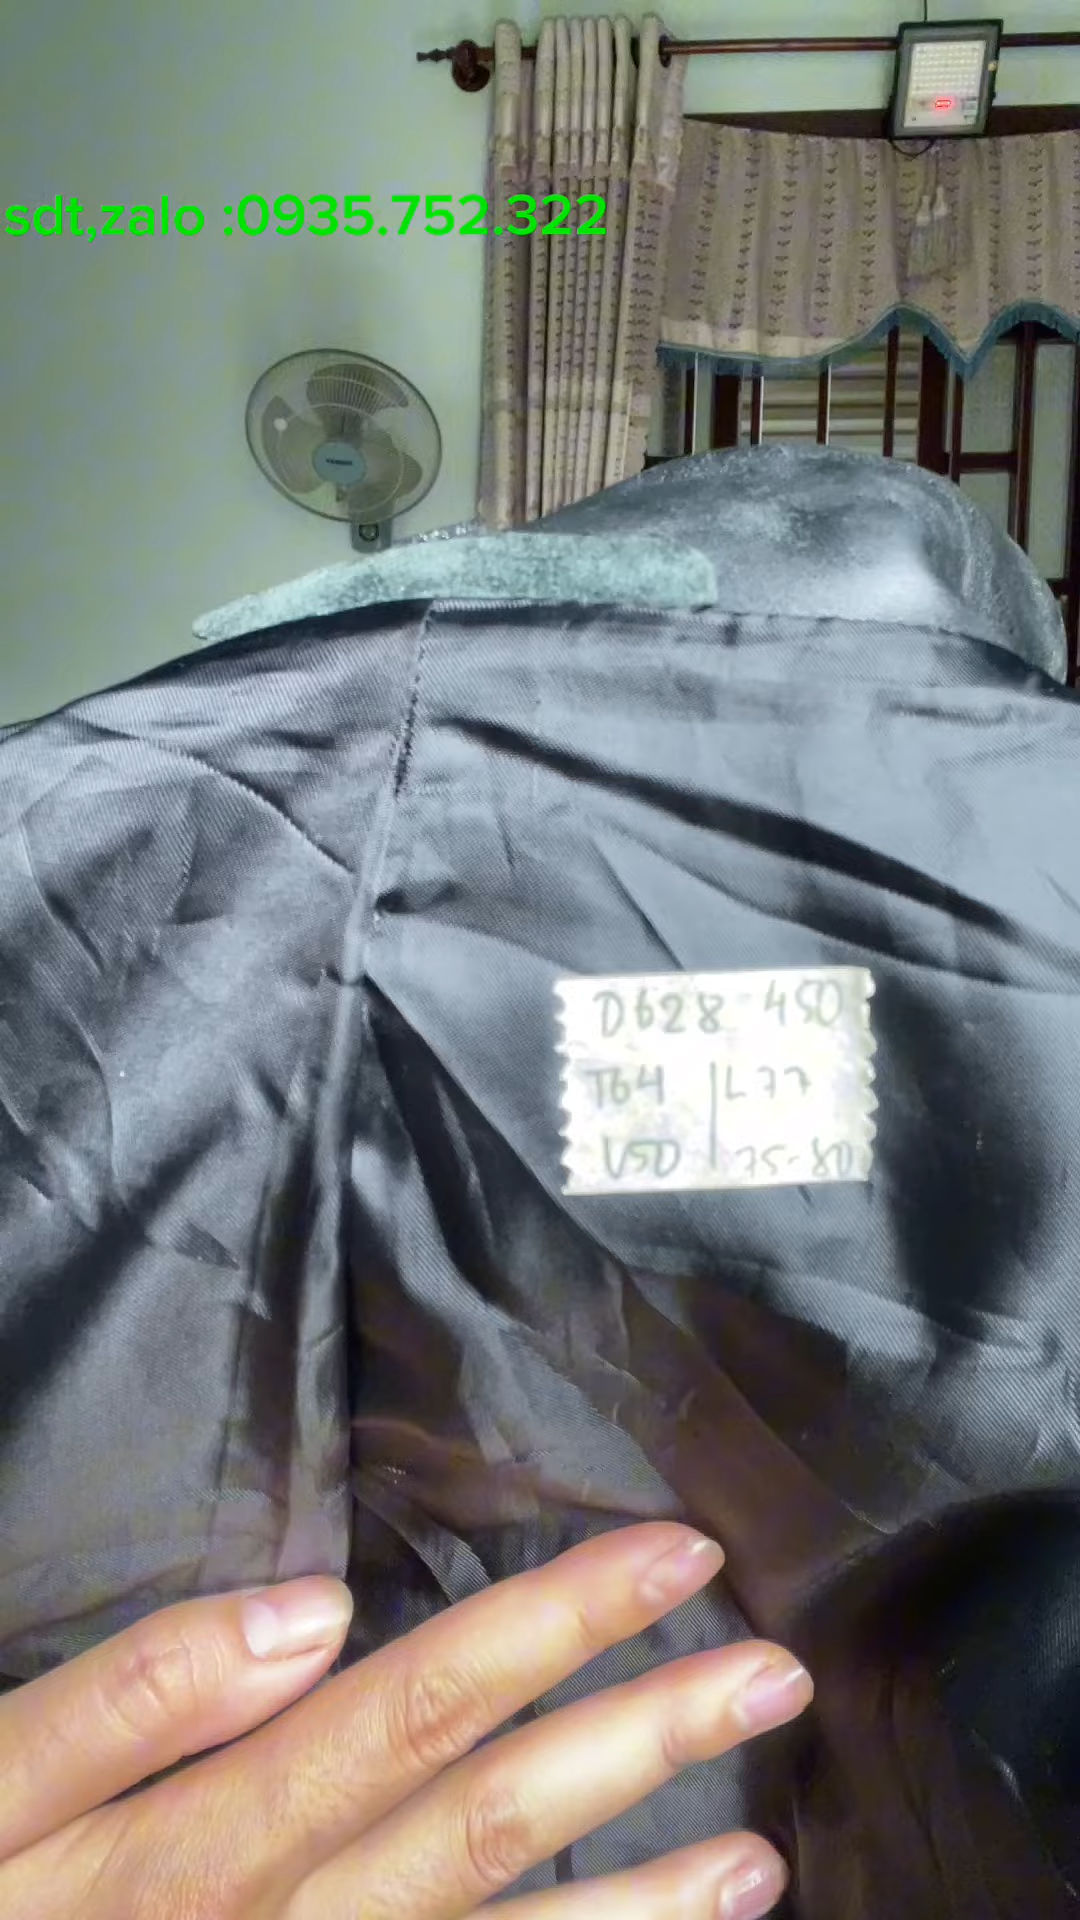 sdt,zalo :0935.752.322
D628 - 450
T64 | L77
V50 | 75-80